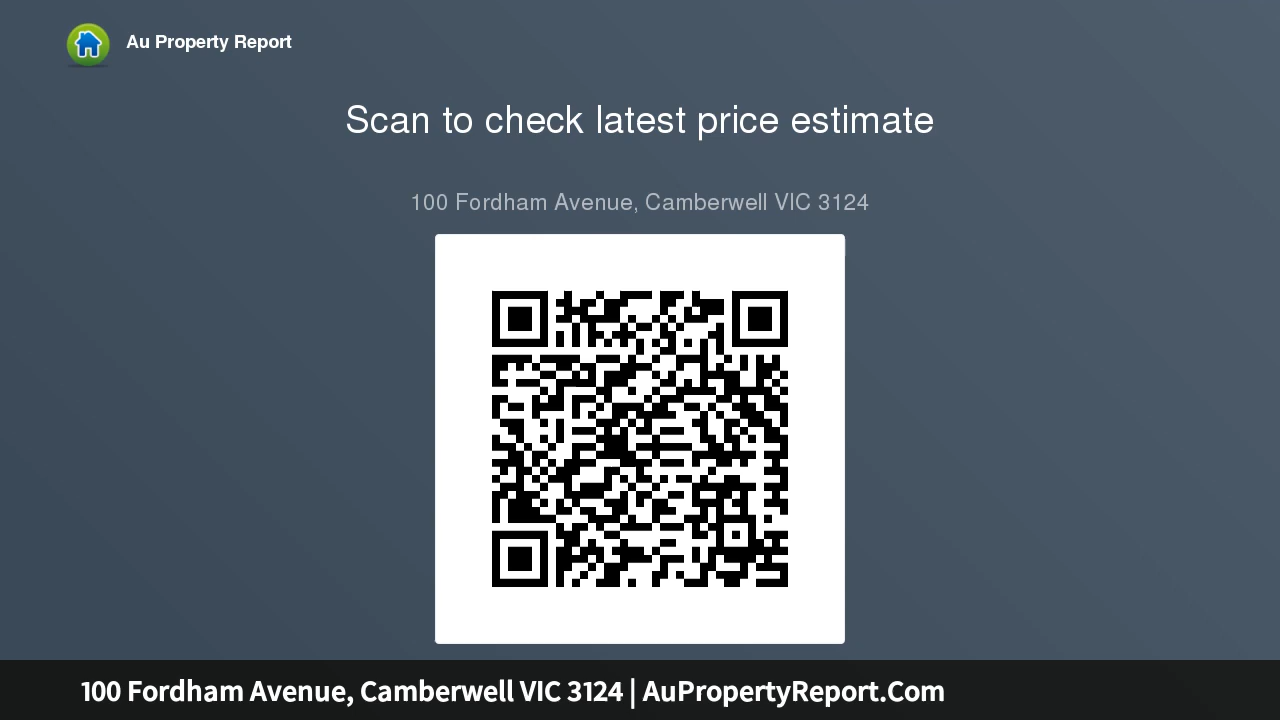 Au Property Report
Scan to check latest price estimate
100 Fordham Avenue, Camberwell VIC 3124
100 Fordham Avenue, Camberwell VIC 3124 | AuPropertyReport.Com